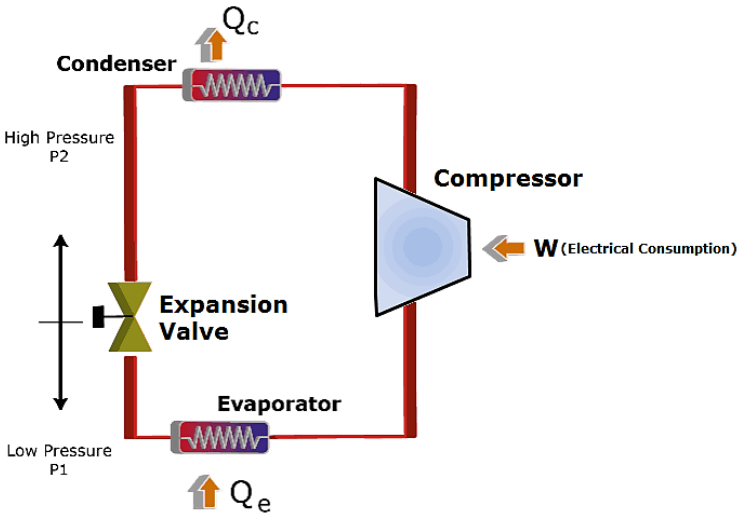 Qc
Condenser
High Pressure
P2
Compressor
W (Electrical Consumption)
Expansion
Valve
Evaporator
Low Pressure
P1
Qe